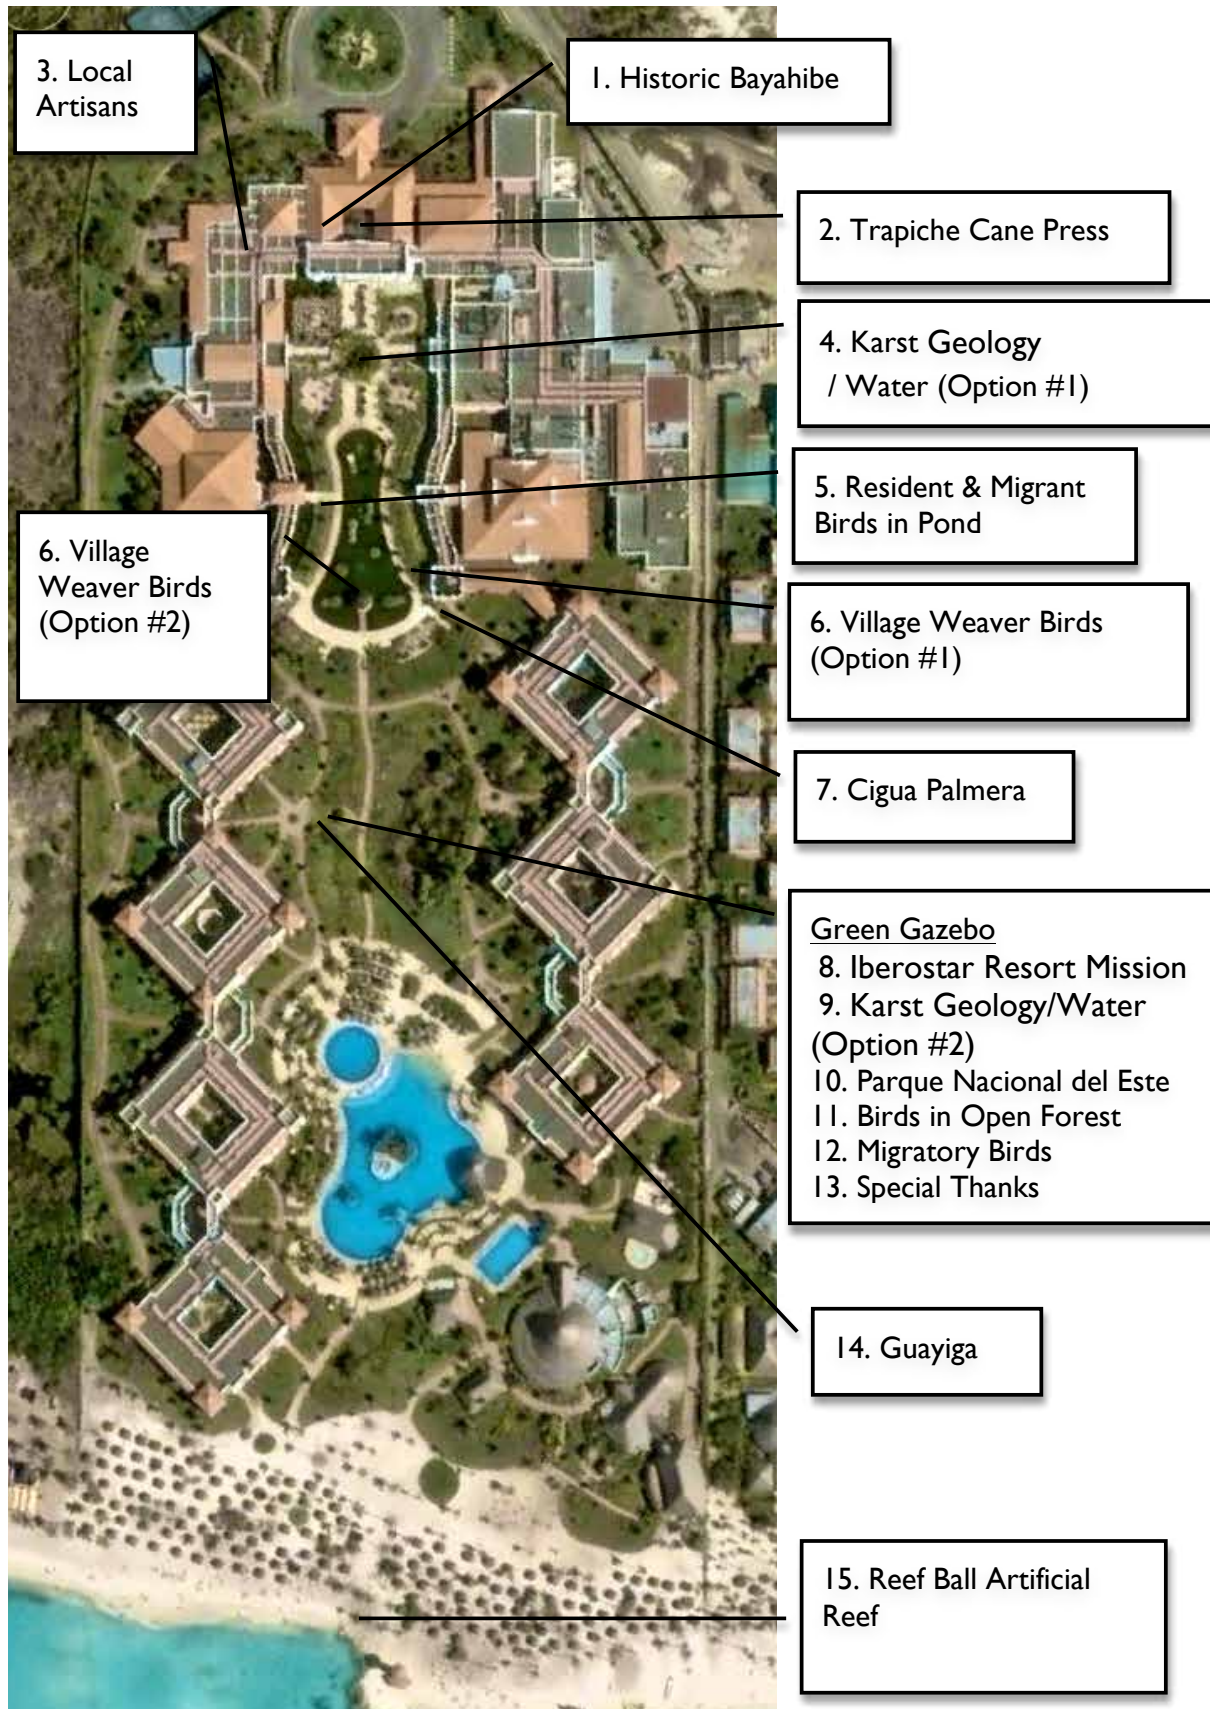 3. Local
Artisans
1. Historic Bayahibe
2. Trapiche Cane Press
4. Karst Geology
/ Water (Option #1)
5. Resident & Migrant
Birds in Pond
6. Village
Weaver Birds
(Option #2)
6. Village Weaver Birds
(Option #1)
7. Cigua Palmera
Green Gazebo
8. Iberostar Resort Mission
9. Karst Geology/Water
(Option #2)
10. Parque Nacional del Este
11. Birds in Open Forest
12. Migratory Birds
13. Special Thanks
14. Guayiga
15. Reef Ball Artificial
Reef